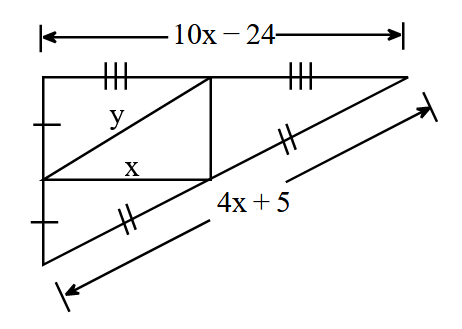 10x − 24
y
x
4x + 5